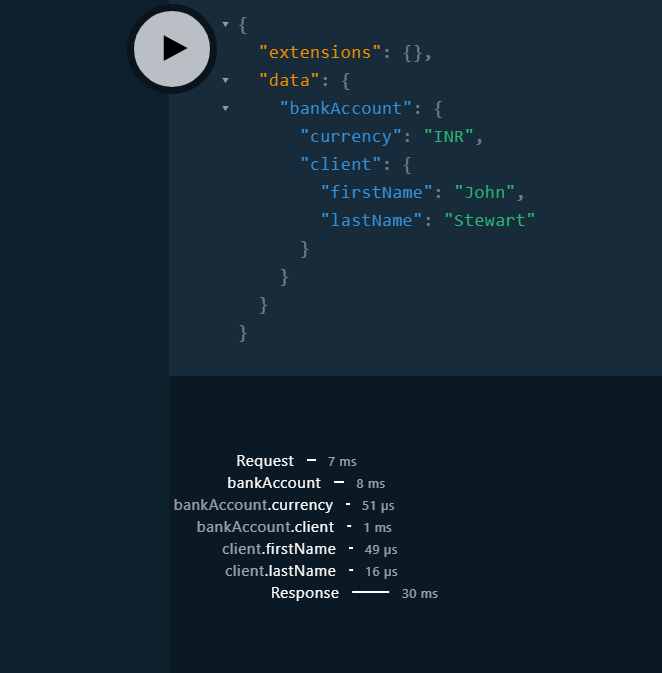 {
"extensions": {},
"data": {
"bankAccount": {
"currency": "INR",
"client": {
"firstName": "John",
"lastName": "Stewart"
}
}
}
}
Request 7 ms
bankAccount 8 ms
bankAccount.currency 51 µs
bankAccount.client 1 ms
client.firstName 49 µs
client.lastName 16 µs
Response 30 ms